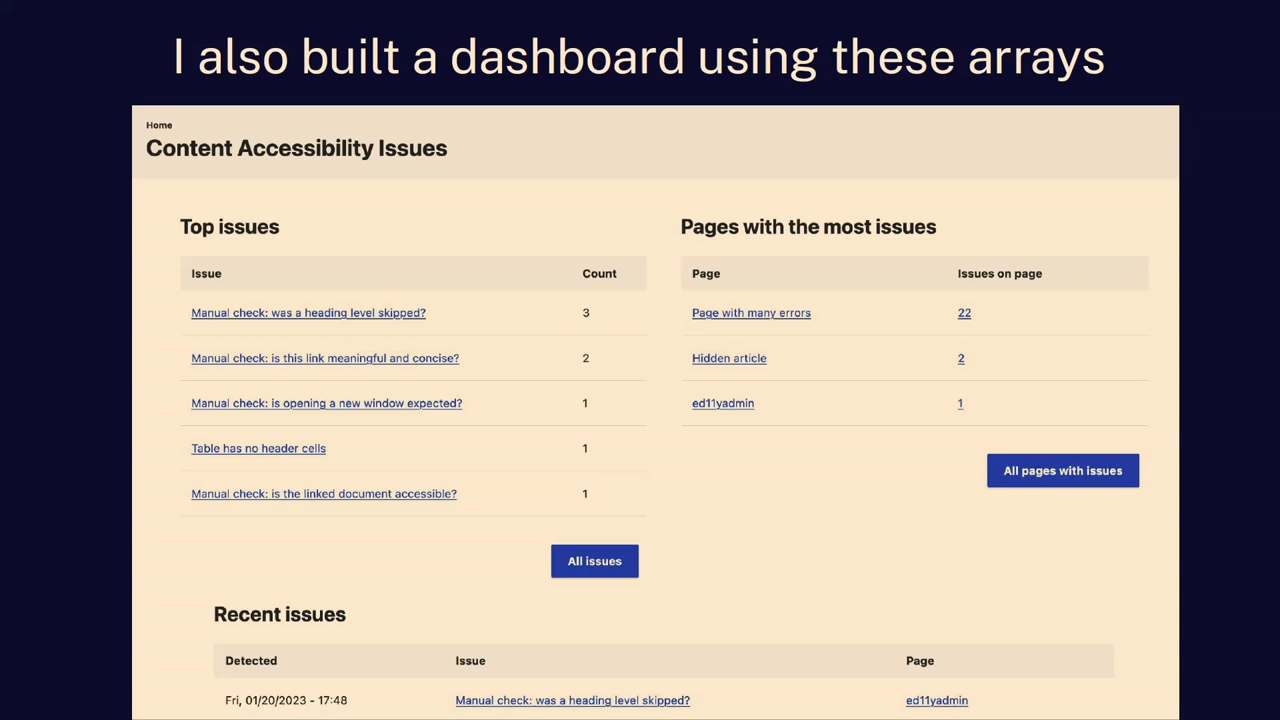 I also built a dashboard using these arrays
Home
Content Accessibility Issues
Top issues
Issue Count
Manual check: was a heading level skipped? 3
Manual check: is this link meaningful and concise? 2
Manual check: is opening a new window expected? 1
Table has no header cells 1
Manual check: is the linked document accessible? 1
All issues
Pages with the most issues
Page Issues on page
Page with many errors 22
Hidden article 2
ed11yadmin 1
All pages with issues
Recent issues
Detected Issue Page
Fri, 01/20/2023 - 17:48 Manual check: was a heading level skipped? ed11yadmin